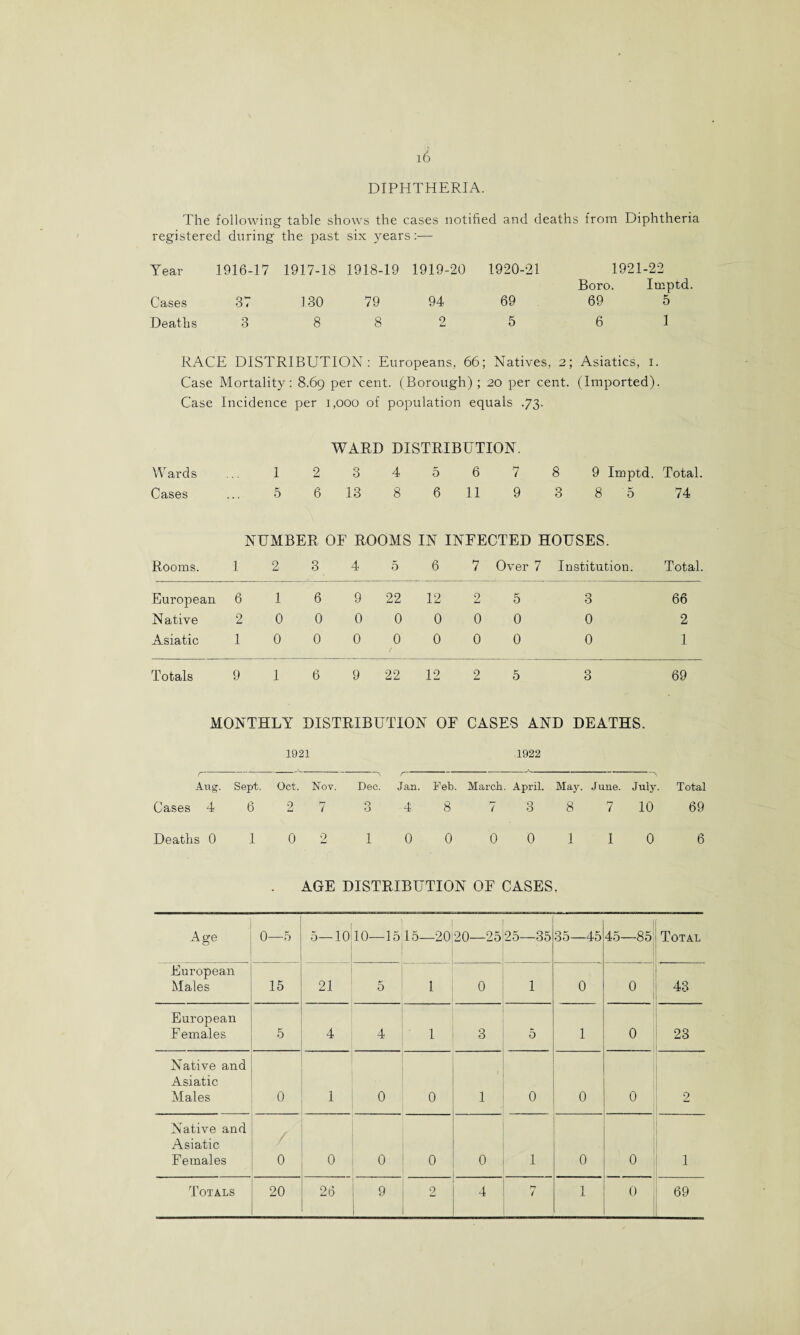 16
DIPHTHERIA.
The following table shows the cases notified and deaths from Diphtheria
registered during the past six years:—
Year 1916-17 1917-18 1918-19 1919-20 1920-21 1921-22
Boro. Imptd.
Cases 37 130 79 94 69 69 5
Deaths 3 8 8 2 5 6 1
RACE DISTRIBUTION: Europeans, 66; Natives, 2; Asiatics, 1.
Case Mortality: 8.69 per cent. (Borough); 20 per cent. (Imported).
Case Incidence per 1,000 of population equals .73.
WARD DISTRIBUTION.
Wards ... 1 2 3 4 5 6 7 8 9 Imptd. Total.
Cases ... 5 6 13 8 6 11 9 3 8 5 74
NUMBER OF ROOMS IN INFECTED HOUSES.
Rooms. 1 2 3 4 5 6 7 Over 7 Institution. Total.
European 6 1 6 9 22 12 2 5 3 66
Native 2 0 0 0 0 0 0 0 0 2
Asiatic 1 0 0 0 0 0 0 0 0 1
Totals 9 1 6 9 22 12 2 5 3 69
MONTHLY DISTRIBUTION OF CASES AND DEATHS.
1921 1922
Aug. Sept. Oct. Nov. Dec. Jan. Feb. March. April. May. June. July. Total
Cases 4 6 2 7 3 4 8 7 3 8 7 10 69
Deaths 0 1 0 2 1 0 0 0 0 1 1 0 6
AGE DISTRIBUTION OF CASES.
Age 0—5 5—10 10—15 15—20 20—25 25—35 35—45 45—85 TOTAL
European
Males 15 21 5 1 0 1 0 0 43
European
Females 5 4 4 1 3 5 1 0 23
Native and
Asiatic
Males 0 1 0 0 1 0 0 0 2
Native and
Asiatic
Females 0 0 0 0 0 1 0 0 1
TOTALS 20 26 9 2 4 7 1 0 69